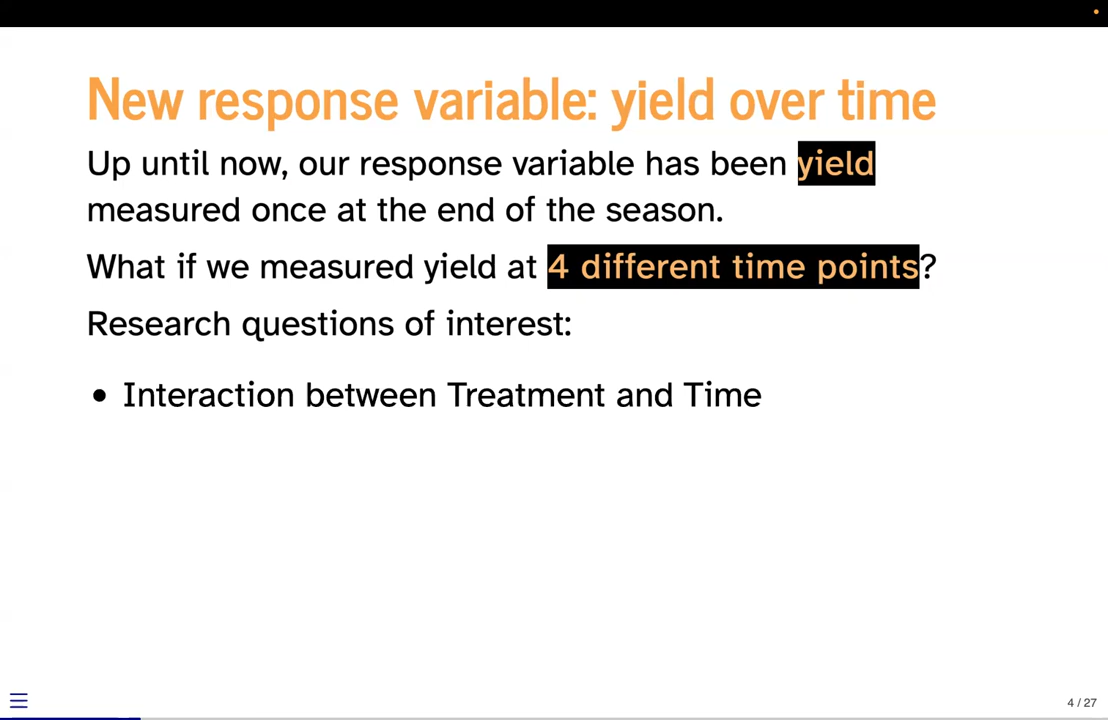 New response variable: yield over time
Up until now, our response variable has been yield
measured once at the end of the season.
What if we measured yield at 4 different time points?
Research questions of interest:
• Interaction between Treatment and Time
4 / 27